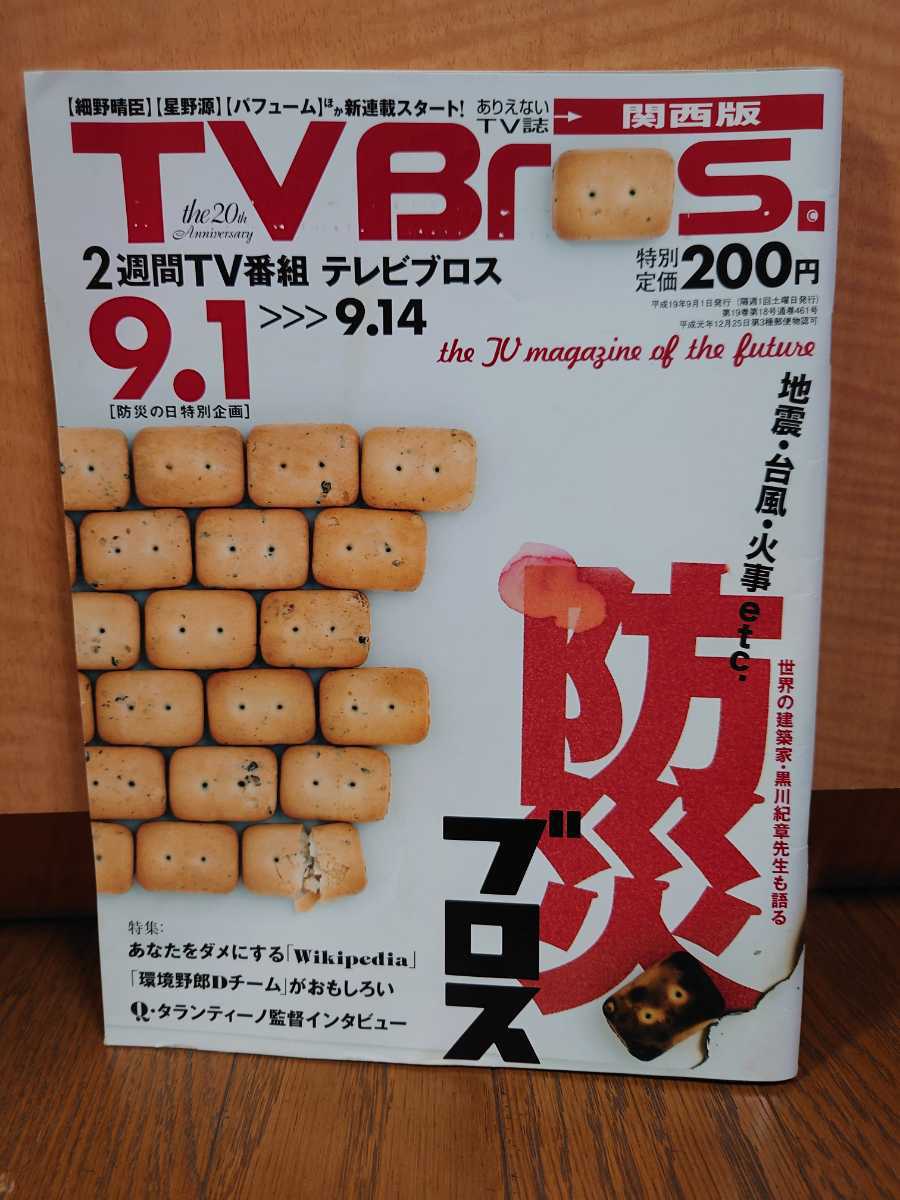 【細野晴臣】【星野源】【パフューム】ほか新連載スタート!
ありえない
TV誌
関西版
TV Bros.
the 20th
Anniversary
2週間TV番組 テレビブロス
特別
定価
200円
9.1 >>> 9.14
平成19年9月1日発行(隔週1回土曜日発行)
第19巻第18号通巻461号
平成元年12月25日第3種郵便物認可
the TV magazine of the future
[防災の日特別企画]
地震・台風・火事etc.
世界の建築家・黒川紀章先生も語る
防災
ブロス
特集:
あなたをダメにする「Wikipedia」
「環境野郎Dチーム」がおもしろい
Q・タランティーノ監督インタビュー